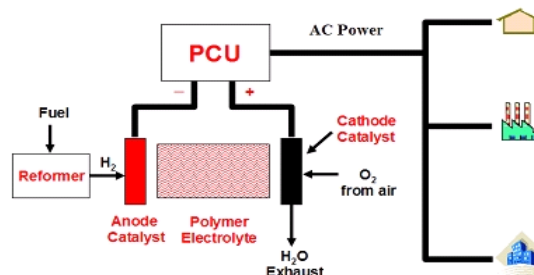 PCU
AC Power
– +
Fuel
Reformer
H₂
Cathode
Catalyst
O₂
from air
Anode
Catalyst
Polymer
Electrolyte
H₂O
Exhaust